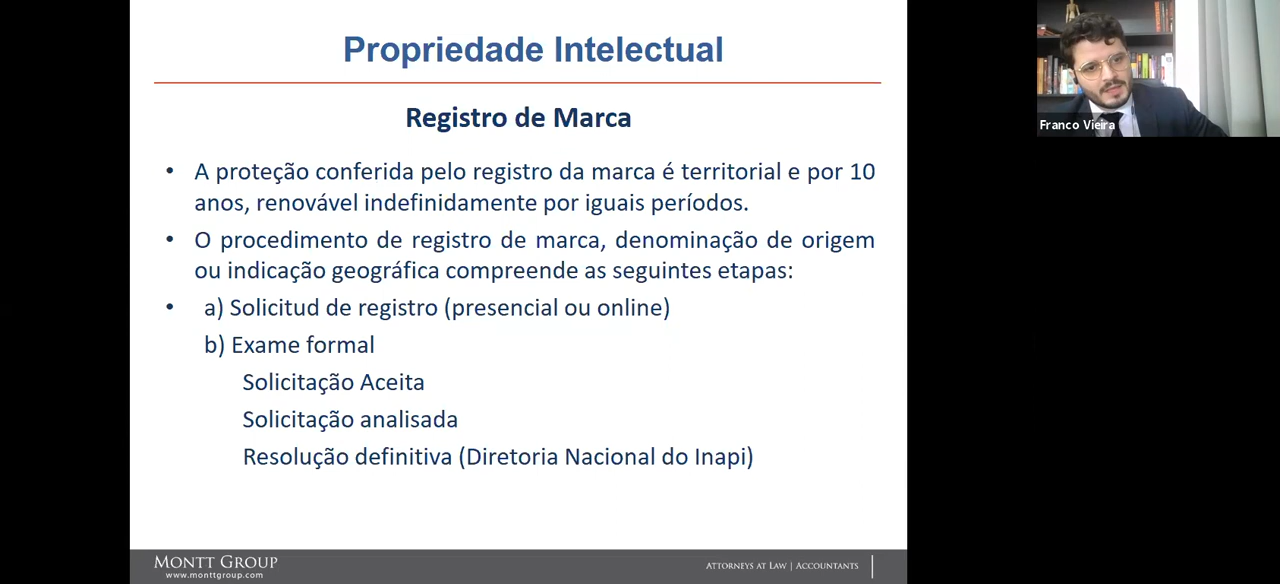 Propriedade Intelectual
Registro de Marca
• A proteção conferida pelo registro da marca é territorial e por 10
anos, renovável indefinidamente por iguais períodos.
• O procedimento de registro de marca, denominação de origem
ou indicação geográfica compreende as seguintes etapas:
• a) Solicitud de registro (presencial ou online)
b) Exame formal
Solicitação Aceita
Solicitação analisada
Resolução definitiva (Diretoria Nacional do Inapi)
Montt Group
www.monttgroup.com
Attorneys at Law | Accountants
Franco Vieira